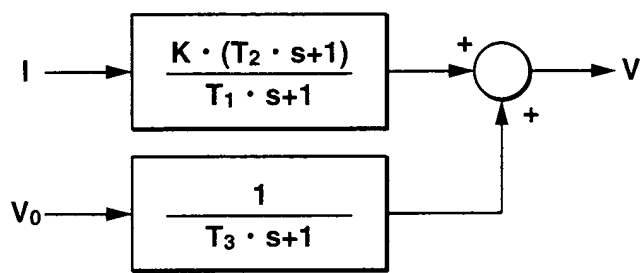 K · (T₂ · s+1)
I + V
T₁ · s+1
+
1
V₀
T₃ · s+1